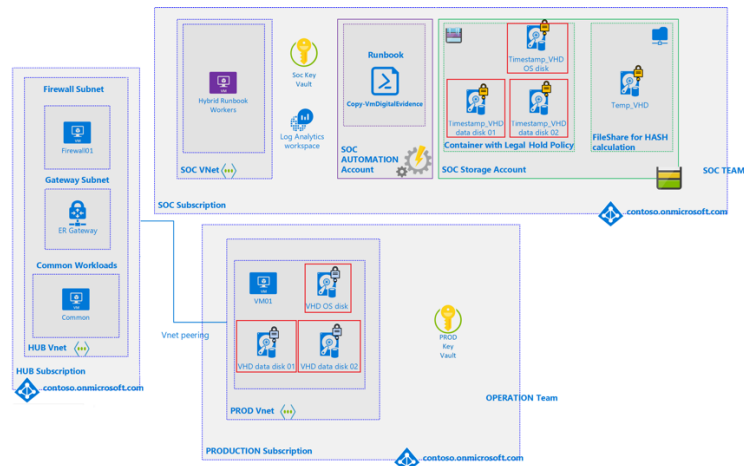 Firewall Subnet
Firewall01
Gateway Subnet
ER Gateway
Common Workloads
VM
Common
HUB Vnet
HUB Subscription
contoso.onmicrosoft.com
VM
Hybrid Runbook
Workers
SOC VNet
Soc Key
Vault
Log Analytics
workspace
Runbook
Copy-VmDigitalEvidence
SOC
AUTOMATION
Account
Timestamp_VHD
OS disk
Timestamp_VHD
data disk 01
Timestamp_VHD
data disk 02
Container with Legal Hold Policy
Temp_VHD
FileShare for HASH
calculation
SOC Storage Account
SOC TEAM
SOC Subscription
contoso.onmicrosoft.com
Vnet peering
VM01
VHD OS disk
VHD data disk 01
VHD data disk 02
PROD Vnet
PROD
Key
Vault
OPERATION Team
PRODUCTION Subscription
contoso.onmicrosoft.com